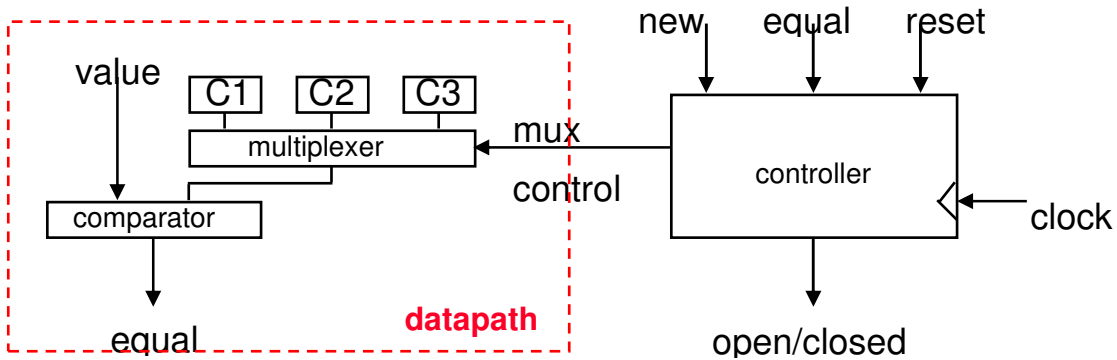 new equal reset
value
C1 C2 C3
mux
multiplexer
controller
control
comparator
clock
datapath
equal
open/closed